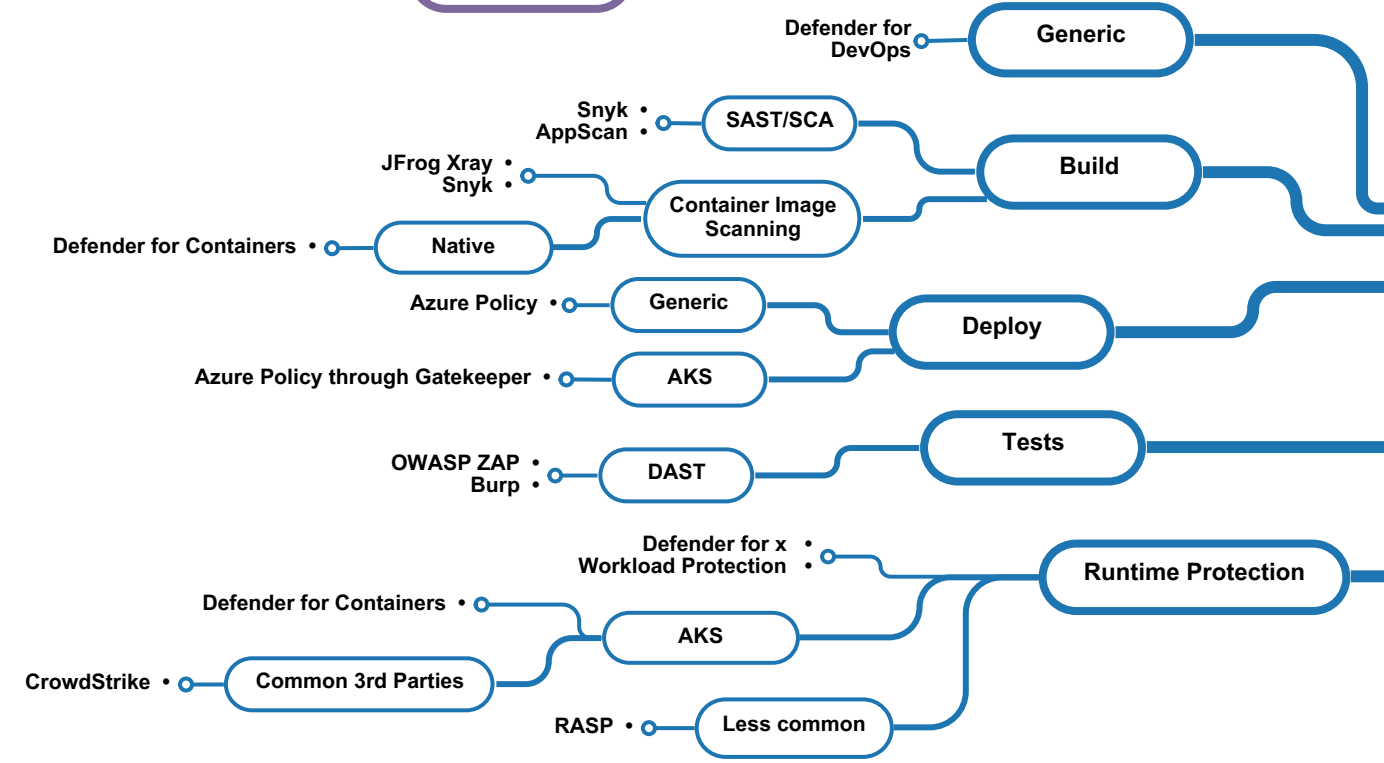 Defender for
DevOps
Generic
Snyk •
AppScan •
SAST/SCA
Build
JFrog Xray •
Snyk •
Container Image
Scanning
Defender for Containers •
Native
Azure Policy •
Generic
Deploy
Azure Policy through Gatekeeper •
AKS
OWASP ZAP •
Burp •
DAST
Tests
Defender for x •
Workload Protection •
Runtime Protection
Defender for Containers •
AKS
CrowdStrike •
Common 3rd Parties
RASP •
Less common